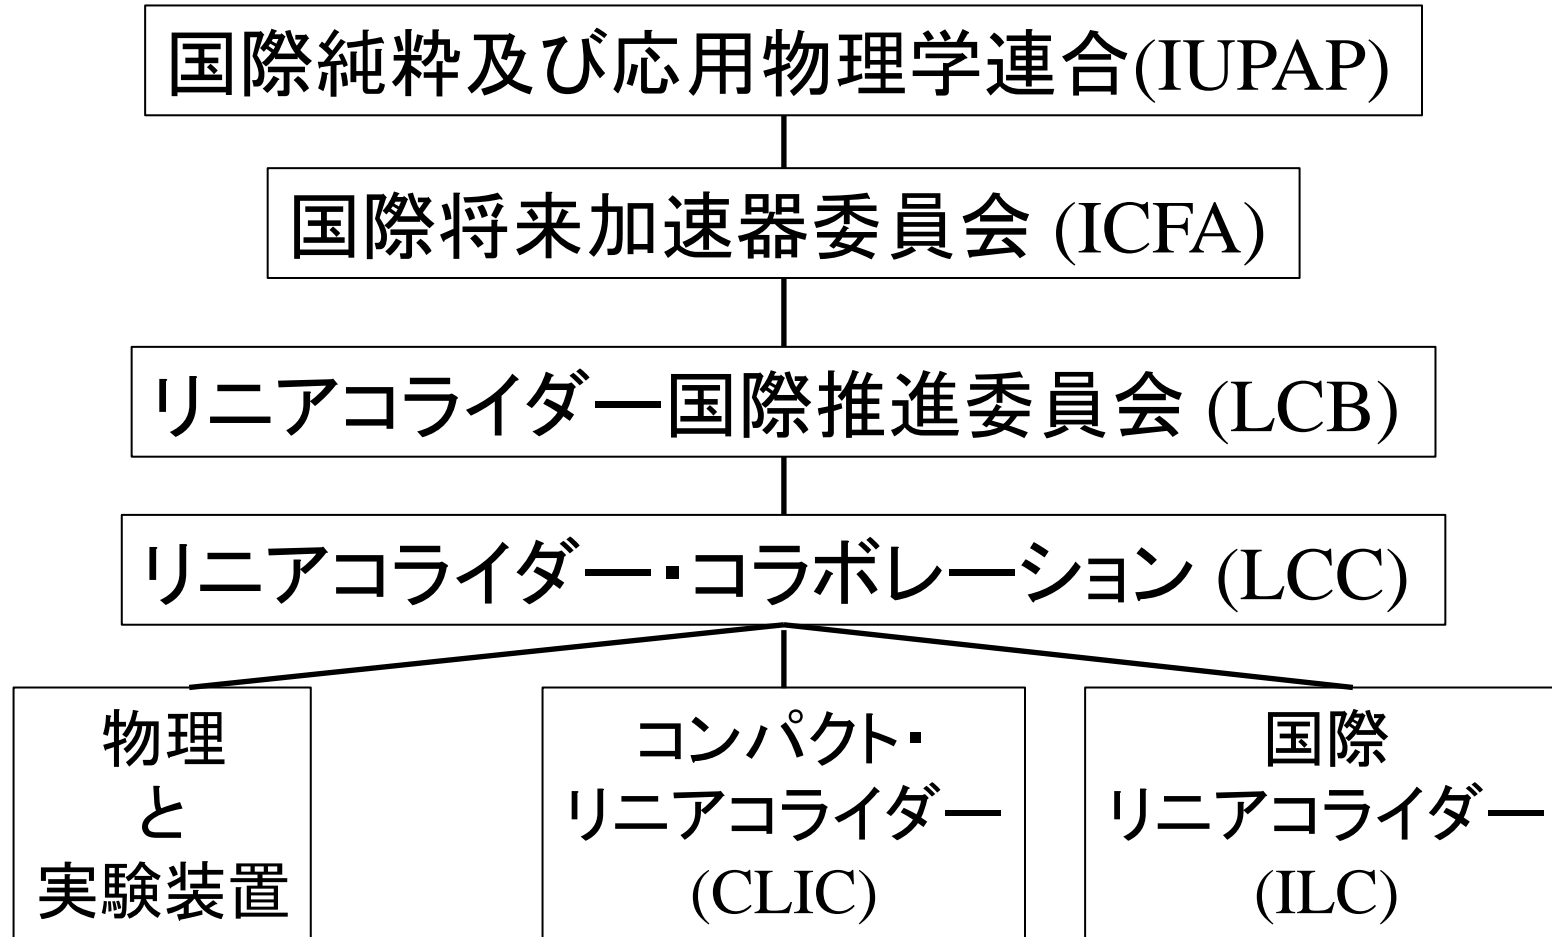 国際純粋及び応用物理学連合(IUPAP)
国際将来加速器委員会 (ICFA)
リニアコライダー国際推進委員会 (LCB)
リニアコライダー・コラボレーション (LCC)
物理
と
実験装置
コンパクト・
リニアコライダー
(CLIC)
国際
リニアコライダー
(ILC)